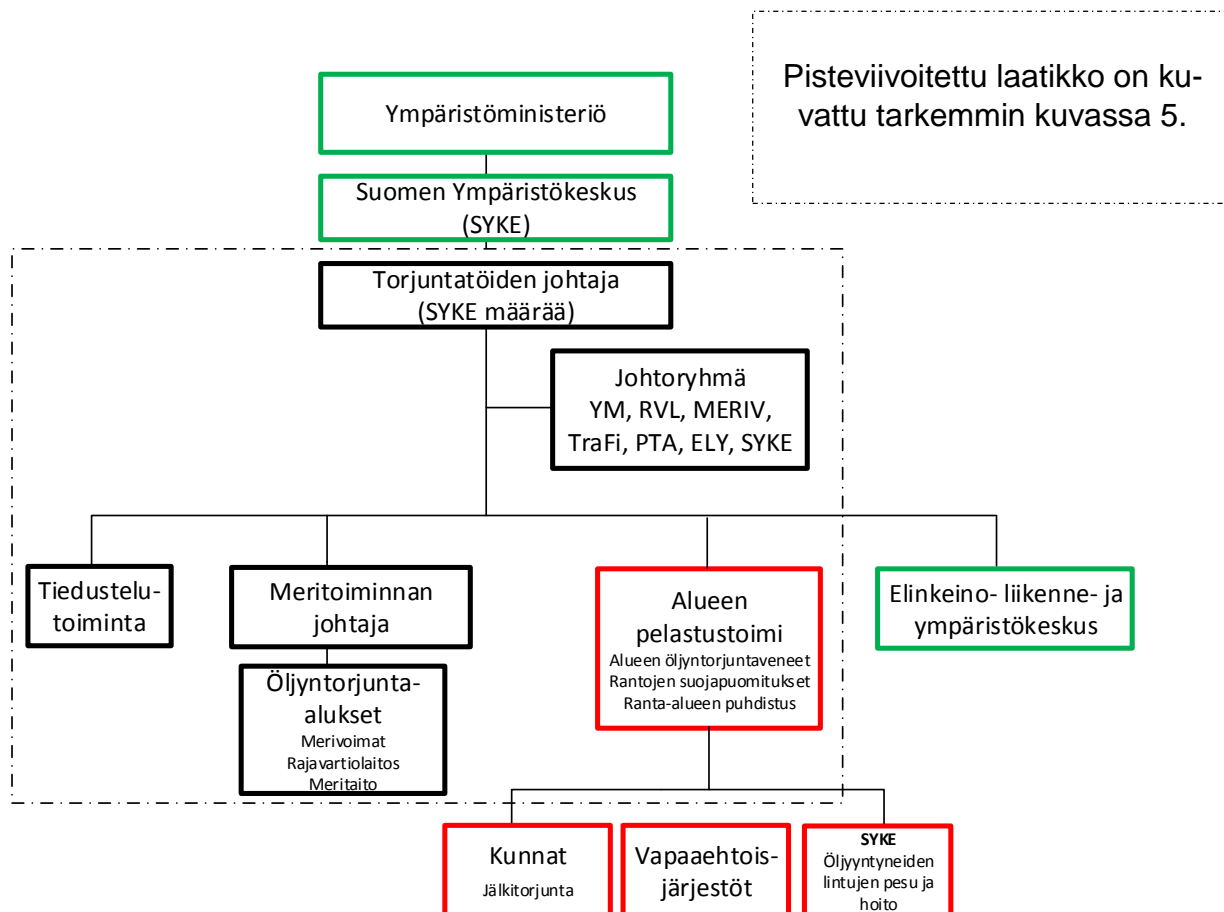 Pisteviivoitettu laatikko on ku-
vattu tarkemmin kuvassa 5.
Ympäristöministeriö
Suomen Ympäristökeskus
(SYKE)
Torjuntatöiden johtaja
(SYKE määrää)
Johtoryhmä
YM, RVL, MERIV,
TraFi, PTA, ELY, SYKE
Tiedustelu-
toiminta
Meritoiminnan
johtaja
Öljyntorjunta-
alukset
Merivoimat
Rajavartiolaitos
Meritaito
Alueen
pelastustoimi
Alueen öljyntorjuntaveneet
Rantojen suojapuomitukset
Ranta-alueen puhdistus
Elinkeino- liikenne- ja
ympäristökeskus
Kunnat
Jälkitorjunta
Vapaaehtois-
järjestöt
SYKE
Öljyyntyneiden
lintujen pesu ja
hoito